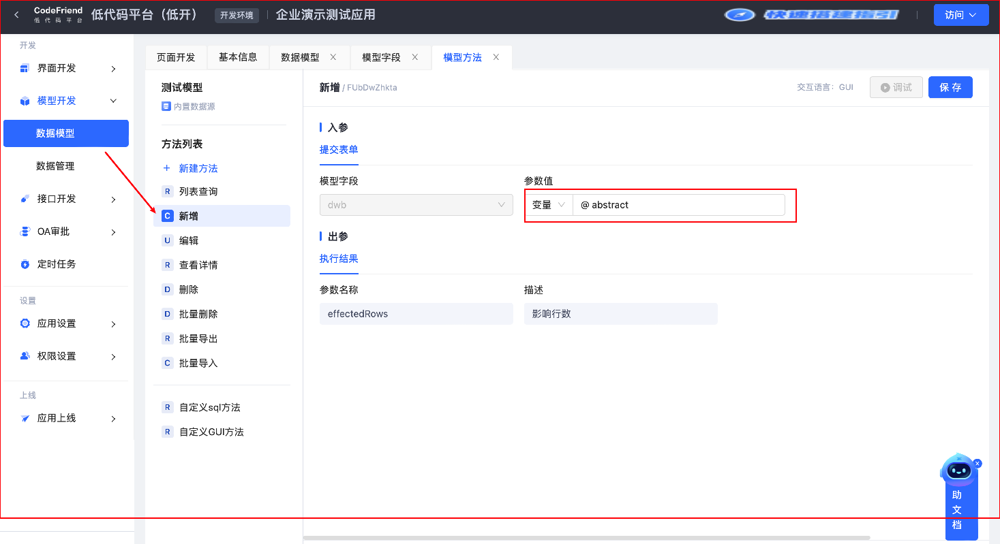 CodeFriend
低 代 码 平 台
低代码平台（低开）
开发环境
企业演示测试应用
快速搭建指引
访问
开发
界面开发
模型开发
数据模型
数据管理
接口开发
OA审批
定时任务
设置
应用设置
权限设置
上线
应用上线
页面开发
基本信息
数据模型
模型字段
模型方法
测试模型
内置数据源
方法列表
+ 新建方法
R 列表查询
C 新增
U 编辑
R 查看详情
D 删除
D 批量删除
R 批量导出
C 批量导入
R 自定义sql方法
R 自定义GUI方法
新增 / FUbDwZhkta
交互语言：GUI
调试
保 存
入参
提交表单
模型字段 参数值
dwb 变量 @ abstract
出参
执行结果
参数名称 描述
effectedRows 影响行数
助
文
档